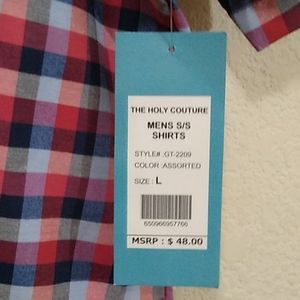 THE HOLY COUTURE
MENS S/S
SHIRTS
STYLE# :GT-2209
COLOR :ASSORTED
SIZE : L
650966957766
MSRP : $ 48.00